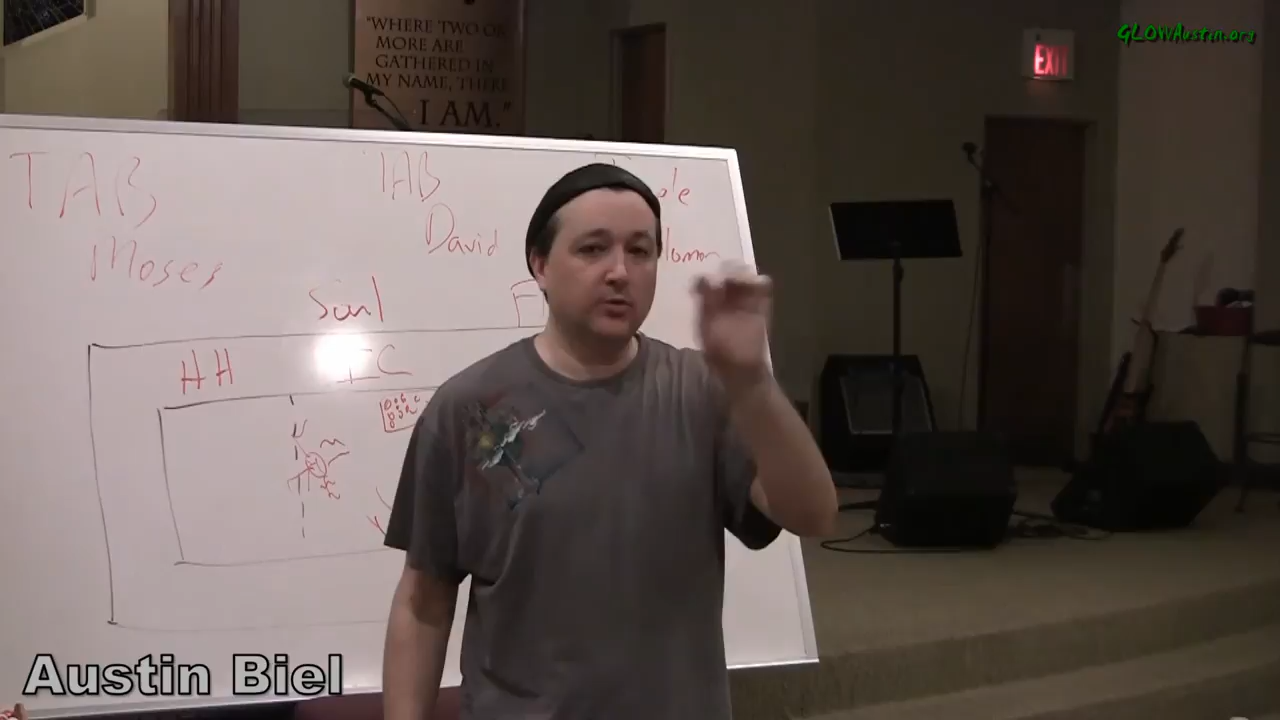 GLOWAustin.org
"WHERE TWO OR
MORE ARE
GATHERED IN
MY NAME, THERE
I AM."
EXIT
TAB
TAB
Moses
David
Soul
HH
Austin Biel